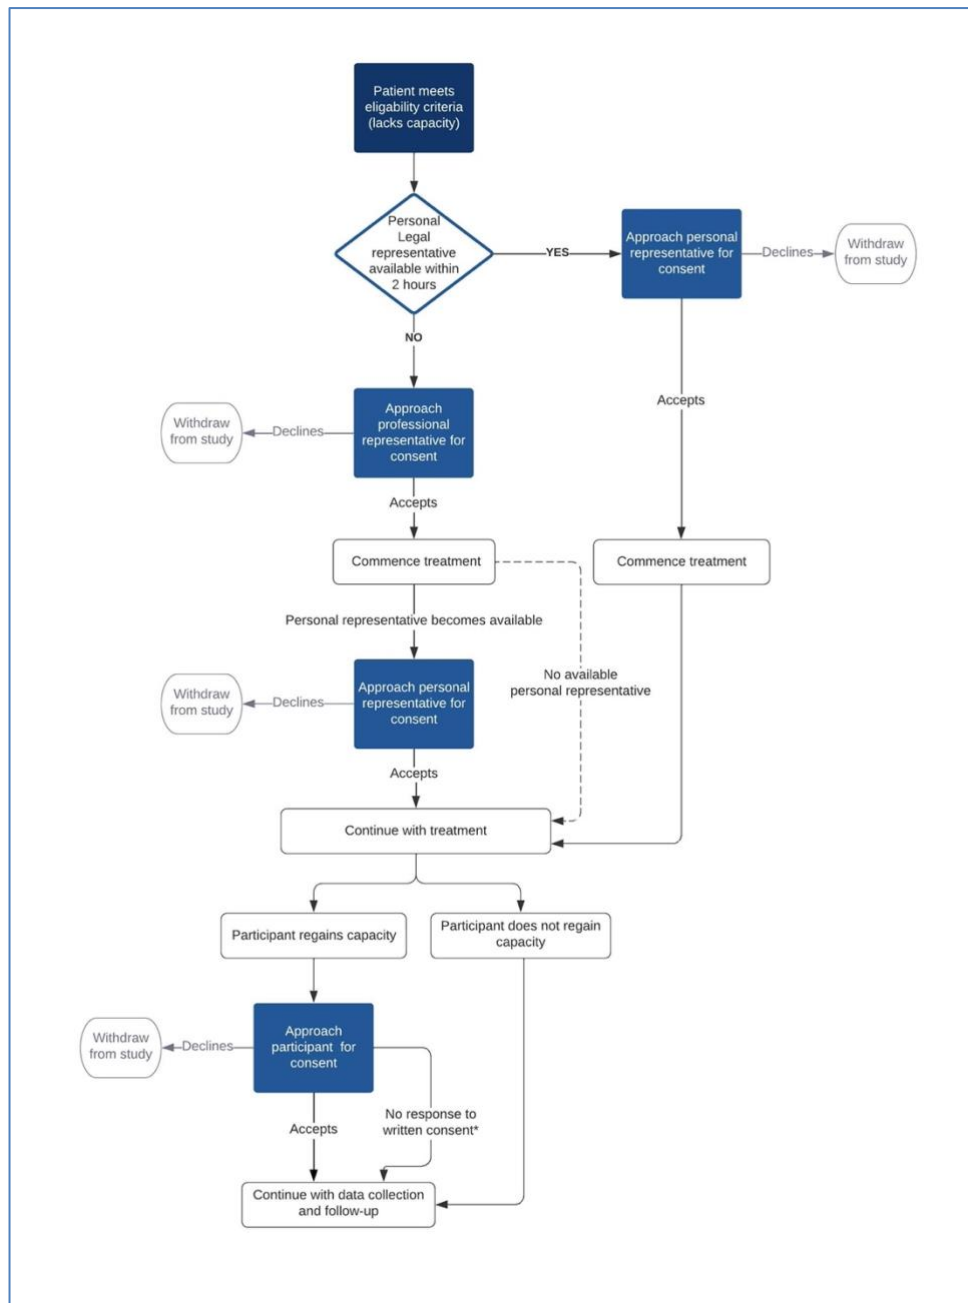 Patient meets
eligability criteria
(lacks capacity)
Personal
Legal
representative
available within
2 hours
YES
Approach personal
representative for
consent
Declines
Withdraw
from study
NO
Accepts
Approach
professional
representative for
consent
Declines
Withdraw
from study
Accepts
Commence treatment
Commence treatment
Personal representative becomes available
No available
personal representative
Approach personal
representative for
consent
Declines
Withdraw
from study
Accepts
Continue with treatment
Participant regains capacity
Participant does not regain
capacity
Approach
participant for
consent
Declines
Withdraw
from study
No response to
written consent*
Accepts
Continue with data collection
and follow-up